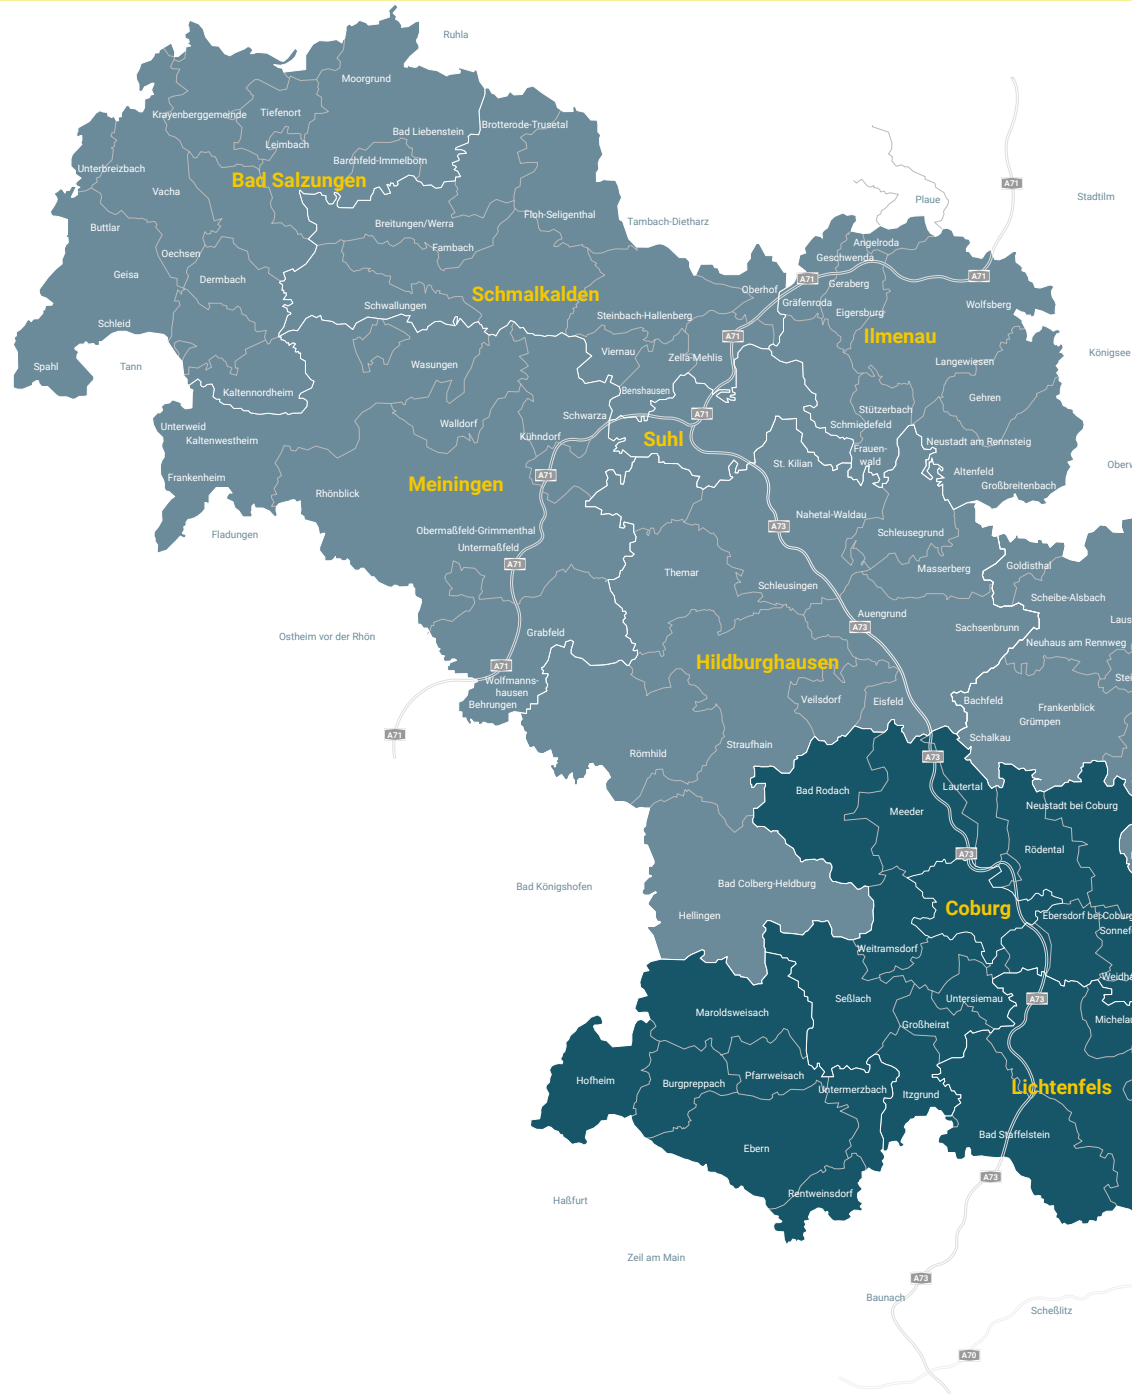 Ruhla
Moorgrund
Krayenberggemeinde
Tiefenort
Bad Liebenstein
Brotterode-Trusetal
Leimbach
Barchfeld-Immelborn
Unterbreizbach
Bad Salzungen
Vacha
A71
Stadtilm
Plaue
Buttlar
Breitungen/Werra
Floh-Seligenthal
Tambach-Dietharz
Fambach
Angelroda
Oechsen
Geschwenda
Geisa
Dermbach
A71
A71
Geraberg
Oberhof
Schmalkalden
Gräfenroda
Schwallungen
Wolfsberg
Steinbach-Hallenberg
Eigersburg
Schleid
A71
Ilmenau
Viernau
Zella-Mehlis
Königsee
Spahl
Tann
Wasungen
Langewiesen
Kaltennordheim
Benshausen
Gehren
Stützerbach
Schwarza
A71
Walldorf
Schmiedefeld
Unterweid
Kaltenwestheim
Kühndorf
Suhl
Neustadt am Rennsteig
Frauen-
wald
St. Kilian
Oberw
Frankenheim
A71
Altenfeld
Meiningen
Großbreitenbach
Rhönblick
Nahetal-Waldau
A73
Fladungen
Obermaßfeld-Grimmenthal
Schleusegrund
Untermaßfeld
A71
Goldisthal
Masserberg
Themar
Schleusingen
Scheibe-Alsbach
Auengrund
Laus
A73
Sachsenbrunn
Ostheim vor der Rhön
Grabfeld
Neuhaus am Rennweg
Hildburghausen
A71
Stei
Wolfmanns-
hausen
Behrungen
Veilsdorf
Eisfeld
Bachfeld
Frankenblick
Grümpen
A71
Straufhain
Schalkau
Römhild
A73
Bad Rodach
Lautertal
Neustadt bei Coburg
Meeder
A73
Rödental
Bad Königshofen
Bad Colberg-Heldburg
Coburg
Hellingen
Ebersdorf bei Coburg
Sonnef
Weitramsdorf
Weidha
Seßlach
Untersiemau
A73
Maroldsweisach
Großheirat
Michelau
Hofheim
Burgpreppach
Pfarrweisach
Untermerzbach
Itzgrund
Lichtenfels
Ebern
Bad Staffelstein
A73
Rentweinsdorf
Haßfurt
Zeil am Main
A73
Baunach
Scheßlitz
A70